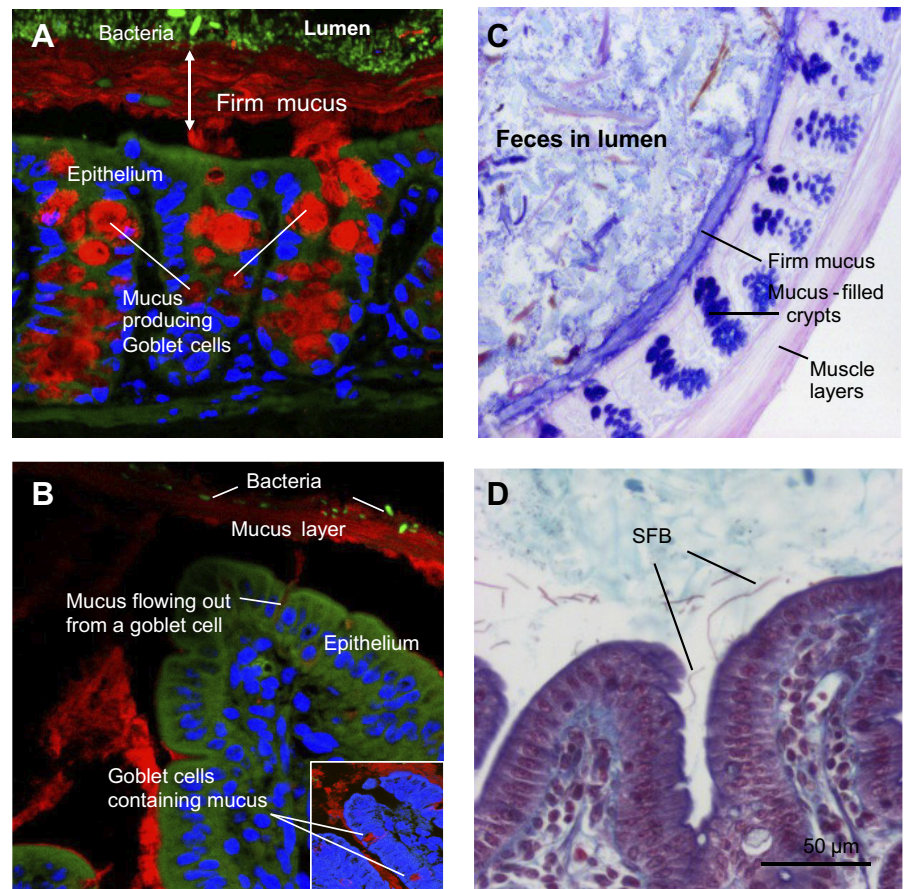 A
Bacteria
Lumen
Firm mucus
Epithelium
Mucus
producing
Goblet cells
C
Feces in lumen
Firm mucus
Mucus-filled
crypts
Muscle
layers
B
Bacteria
Mucus layer
Mucus flowing out
from a goblet cell
Epithelium
Goblet cells
containing mucus
D
SFB
50 µm